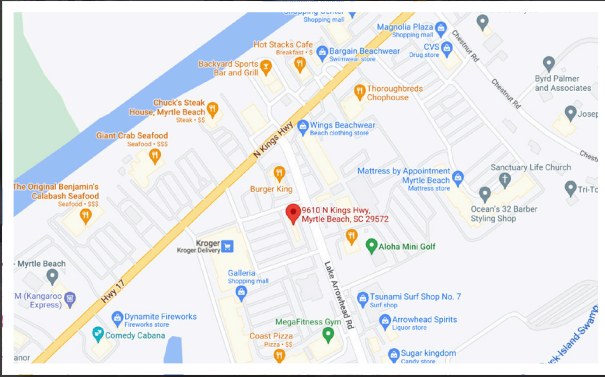 Shopping Center
Shopping mall
Magnolia Plaza
Shopping mall
Chestnut Rd
Hot Stacks Cafe
Breakfast • $
Bargain Beachwear
Swimwear store
CVS
Drug store
Backyard Sports
Bar and Grill
Byrd Palmer
and Associates
Thoroughbreds
Chophouse
Chestnut Rd
Chuck's Steak
House, Myrtle Beach
Steak • $$
Wings Beachwear
Beach clothing store
Giant Crab Seafood
Seafood • $$$
N Kings Hwy
Mattress by Appointment
Myrtle Beach
Mattress store
Sanctuary Life Church
The Original Benjamin's
Calabash Seafood
Seafood • $$$
Burger King
Ocean's 32 Barber
Styling Shop
9610 N Kings Hwy,
Myrtle Beach, SC 29572
Kroger
Kroger Delivery
Aloha Mini Golf
- Myrtle Beach
Galleria
Shopping mall
Lake Arrowhead Rd
M (Kangaroo
Express)
Hwy 17
Tsunami Surf Shop No. 7
Surf shop
Dynamite Fireworks
Fireworks store
MegaFitness Gym
Arrowhead Spirits
Liquor store
Comedy Cabana
Coast Pizza
Pizza • $$
Sugar kingdom
Candy store